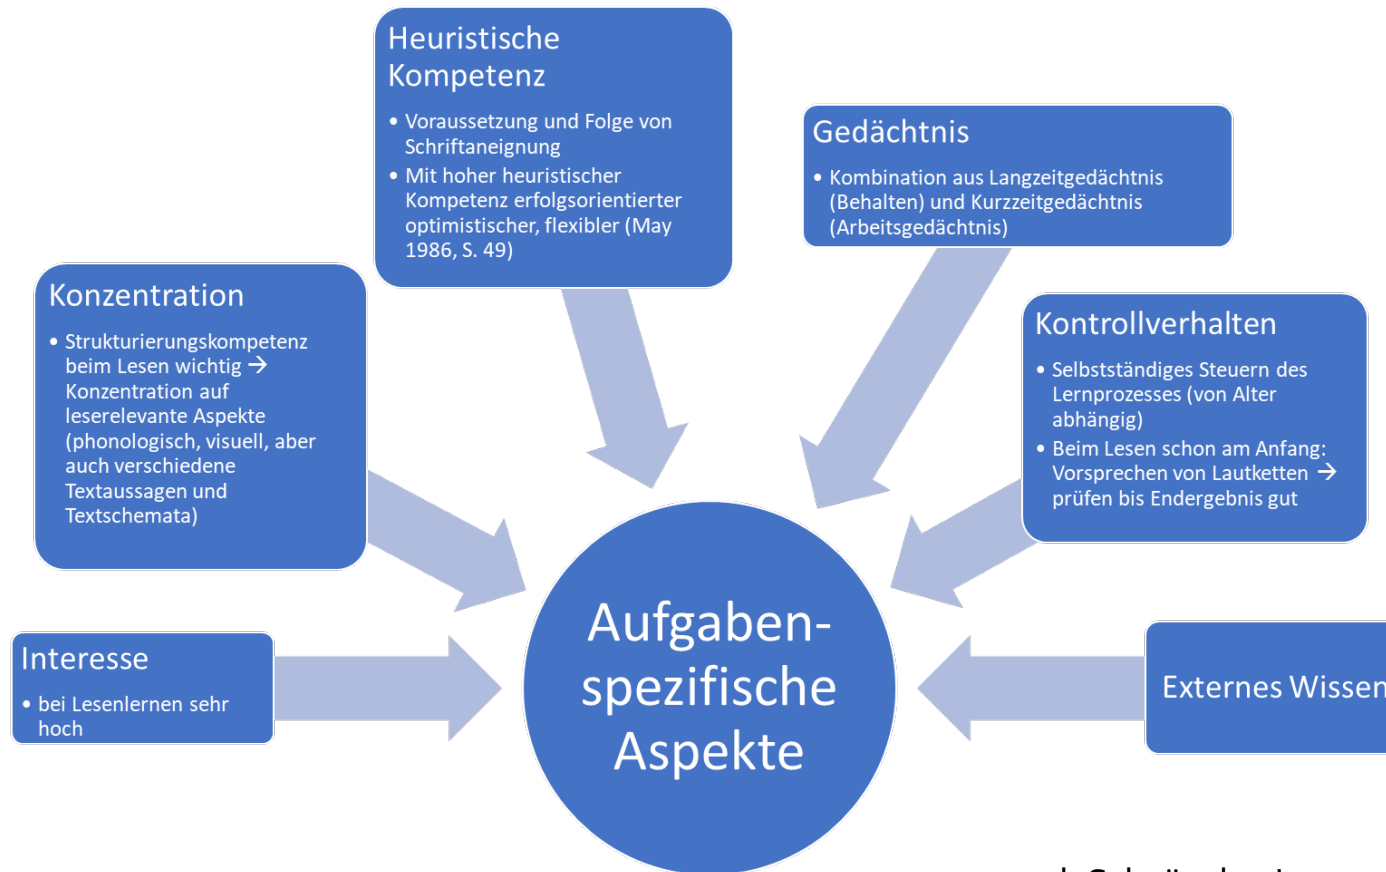 Heuristische
Kompetenz
• Voraussetzung und Folge von
Schriftaneignung
• Mit hoher heuristischer
Kompetenz erfolgsorientierter
optimistischer, flexibler (May
1986, S. 49)
Gedächtnis
• Kombination aus Langzeitgedächtnis
(Behalten) und Kurzzeitgedächtnis
(Arbeitsgedächtnis)
Konzentration
• Strukturierungskompetenz
beim Lesen wichtig →
Konzentration auf
leserelevante Aspekte
(phonologisch, visuell, aber
auch verschiedene
Textaussagen und
Textschemata)
Kontrollverhalten
• Selbstständiges Steuern des
Lernprozesses (von Alter
abhängig)
• Beim Lesen schon am Anfang:
Vorsprechen von Lautketten →
prüfen bis Endergebnis gut
Interesse
• bei Lesenlernen sehr
hoch
Externes Wissen
Aufgaben-
spezifische
Aspekte